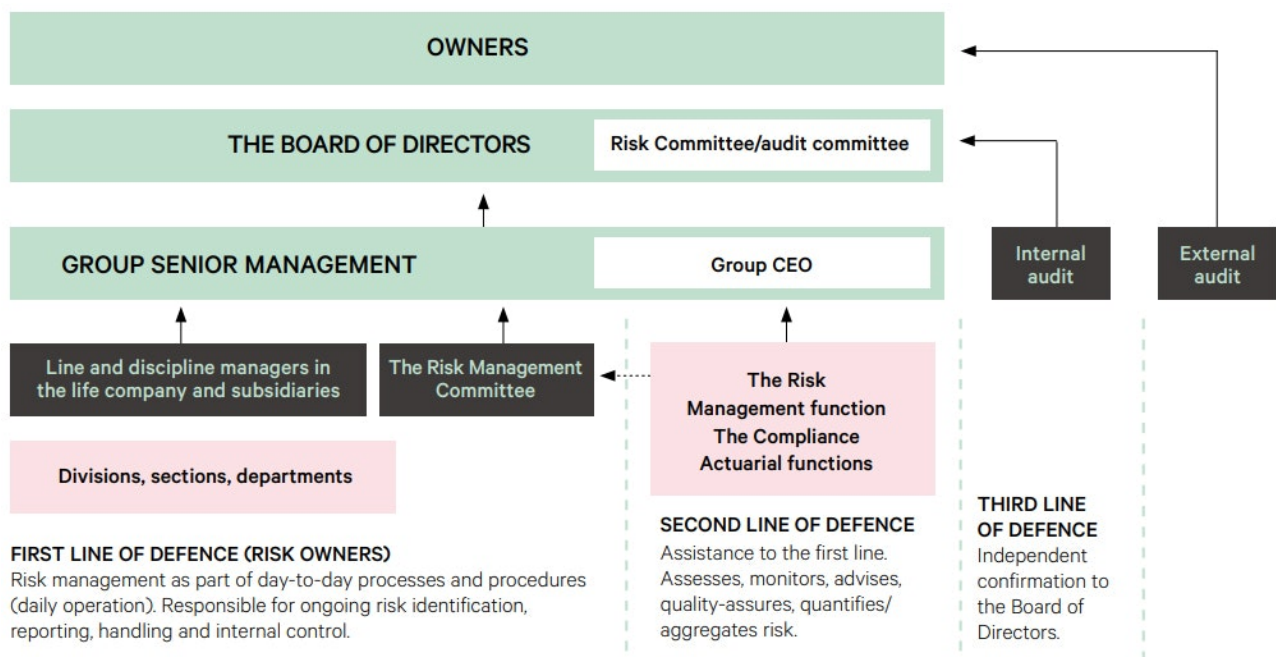 OWNERS
THE BOARD OF DIRECTORS
Risk Committee/audit committee
GROUP SENIOR MANAGEMENT
Group CEO
Internal
audit
External
audit
Line and discipline managers in
the life company and subsidiaries
The Risk Management
Committee
The Risk
Management function
The Compliance
Actuarial functions
Divisions, sections, departments
FIRST LINE OF DEFENCE (RISK OWNERS)
Risk management as part of day-to-day processes and procedures
(daily operation). Responsible for ongoing risk identification,
reporting, handling and internal control.
SECOND LINE OF DEFENCE
Assistance to the first line.
Assesses, monitors, advises,
quality-assures, quantifies/
aggregates risk.
THIRD LINE
OF DEFENCE
Independent
confirmation to
the Board of
Directors.